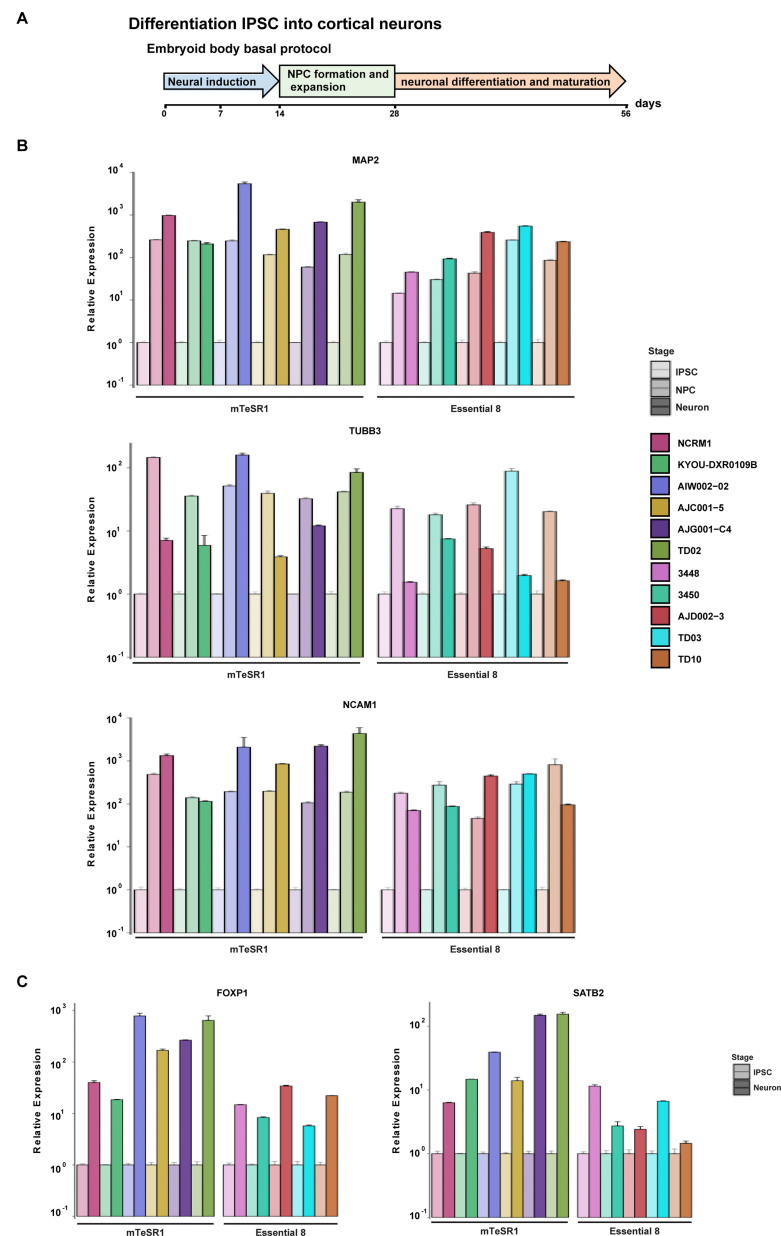 A
Differentiation IPSC into cortical neurons
Embryoid body basal protocol
Neural induction
NPC formation and
expansion
neuronal differentiation and maturation
0 7 14 28 56 days
B
MAP2
Relative Expression
10^4
10^3
10^2
10^1
10^0
10^-1
mTeSR1 Essential 8
Stage
IPSC
NPC
Neuron
TUBB3
Relative Expression
10^2
10^1
10^0
10^-1
mTeSR1 Essential 8
NCRM1
KYOU-DXR0109B
AIW002-02
AJC001-5
AJG001-C4
TD02
3448
3450
AJD002-3
TD03
TD10
NCAM1
Relative Expression
10^4
10^3
10^2
10^1
10^0
10^-1
mTeSR1 Essential 8
C
FOXP1
Relative Expression
10^3
10^2
10^1
10^0
10^-1
mTeSR1 Essential 8
SATB2
Relative Expression
10^2
10^1
10^0
10^-1
mTeSR1 Essential 8
Stage
IPSC
Neuron